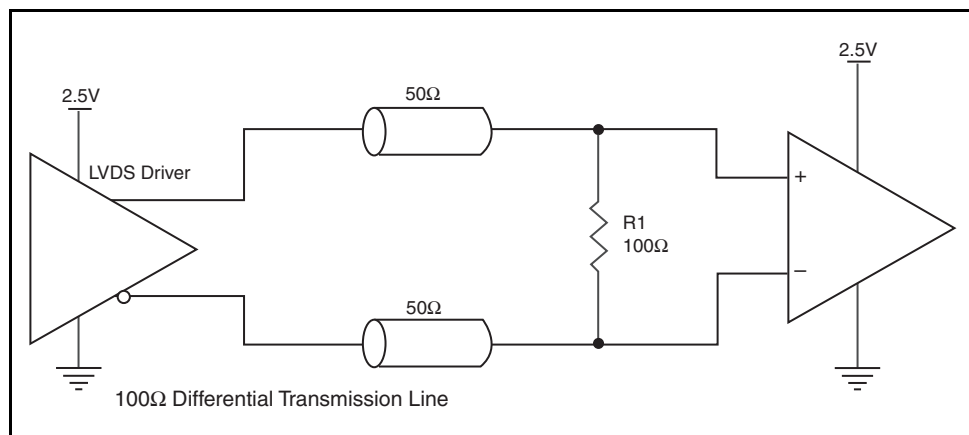 2.5V
LVDS Driver
50Ω
50Ω
R1
100Ω
2.5V
+
−
100Ω Differential Transmission Line